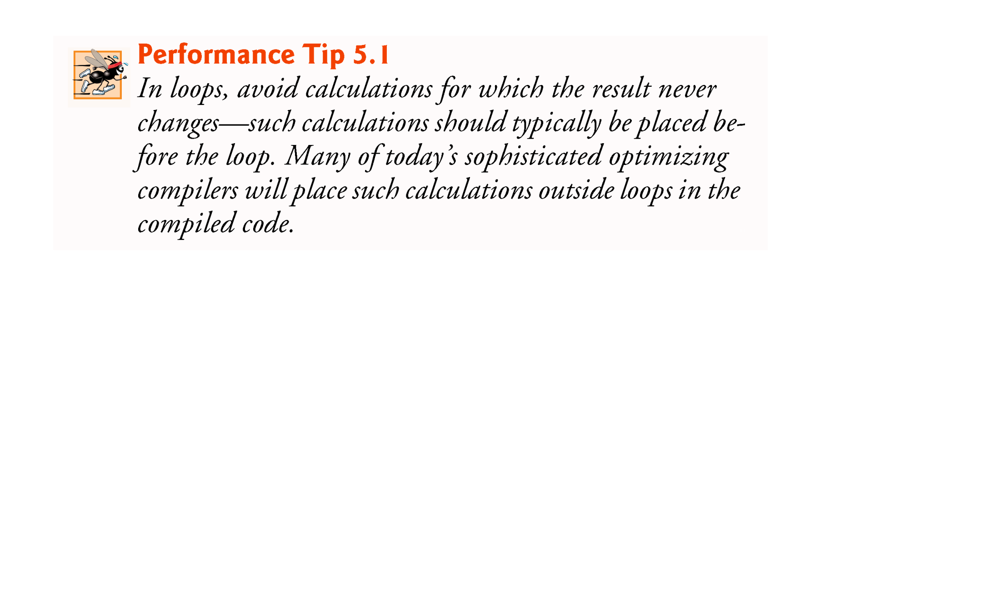 Performance Tip 5.1
In loops, avoid calculations for which the result never
changes—such calculations should typically be placed be-
fore the loop. Many of today’s sophisticated optimizing
compilers will place such calculations outside loops in the
compiled code.